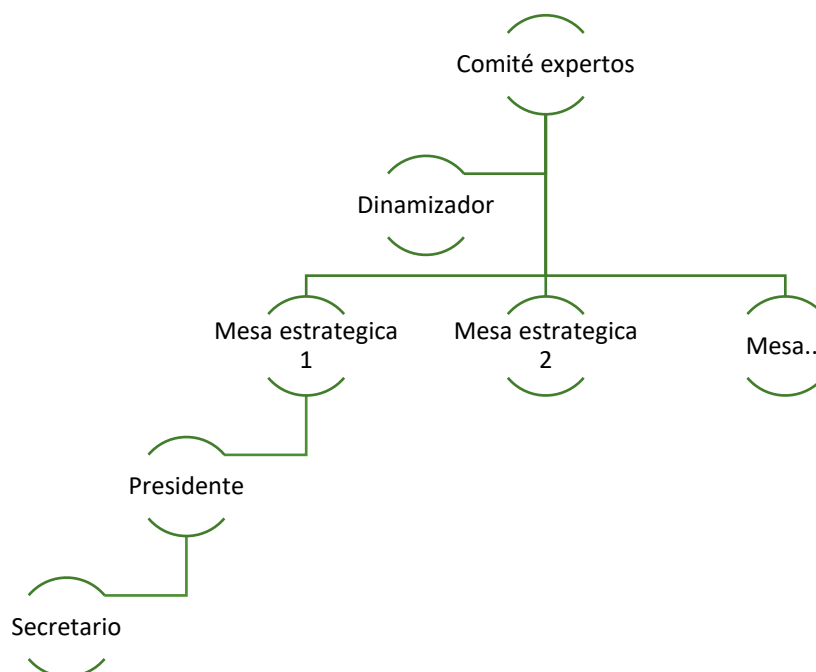 Comité expertos
Dinamizador
Mesa estrategica
1
Mesa estrategica
2
Mesa..
Presidente
Secretario